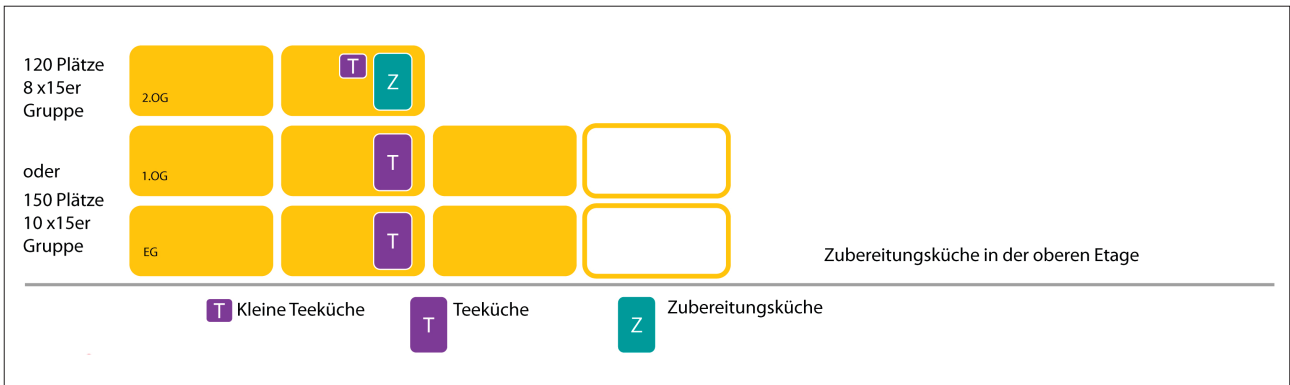 120 Plätze
8 x15er
Gruppe
oder
150 Plätze
10 x15er
Gruppe
2.OG
T
Z
1.OG
T
EG
T
Zubereitungsküche in der oberen Etage
T Kleine Teeküche
T Teeküche
Z Zubereitungsküche